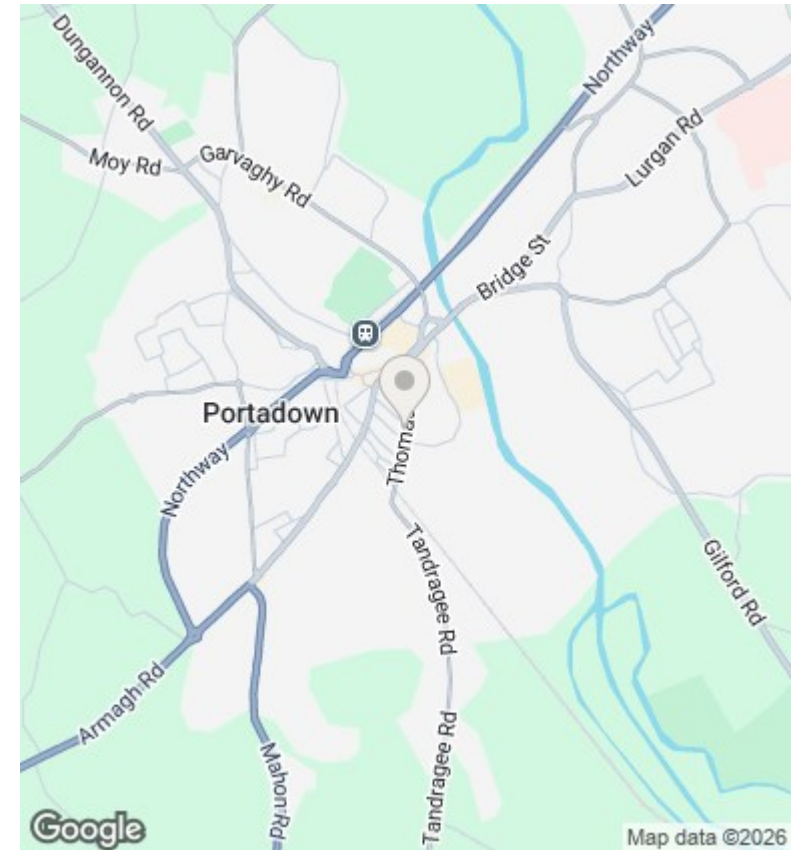 Dungannon Rd
Northway
Moy Rd
Garvaghy Rd
Lurgan Rd
Bridge St
Portadown
Thomas
Northway
Tandragee Rd
Gilford Rd
Armagh Rd
Mahon Rd
Tandragee Rd
Google
Map data ©2026